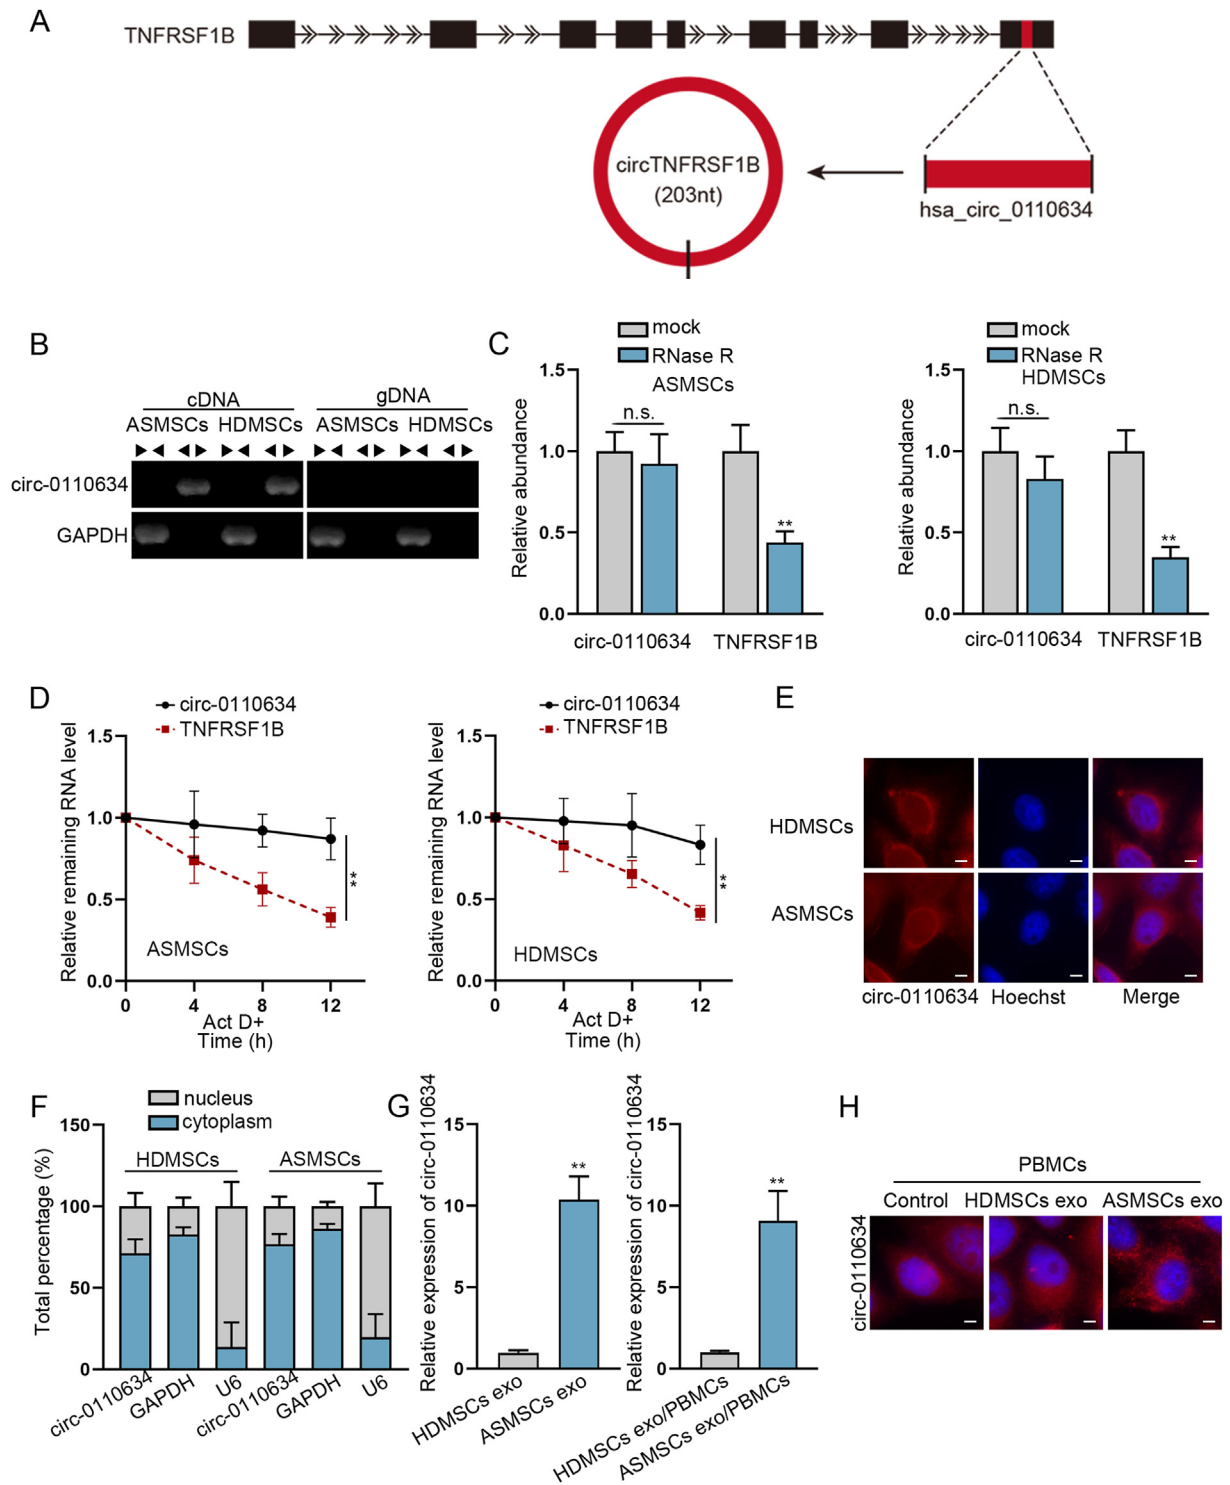 A
TNFRSF1B
circTNFRSF1B
(203nt)
hsa_circ_0110634
B
cDNA
gDNA
ASMSCs
HDMSCs
ASMSCs
HDMSCs
circ-0110634
GAPDH
C
mock
RNase R
ASMSCs
Relative abundance
1.5
1.0
0.5
0.0
n.s.
**
circ-0110634
TNFRSF1B
mock
RNase R
HDMSCs
Relative abundance
1.5
1.0
0.5
0.0
n.s.
**
circ-0110634
TNFRSF1B
D
circ-0110634
TNFRSF1B
Relative remaining RNA level
1.5
1.0
0.5
0.0
**
ASMSCs
0
4
8
12
Act D+
Time (h)
circ-0110634
TNFRSF1B
Relative remaining RNA level
1.5
1.0
0.5
0.0
**
HDMSCs
0
4
8
12
Act D+
Time (h)
E
HDMSCs
ASMSCs
circ-0110634
Hoechst
Merge
F
nucleus
cytoplasm
Total percentage (%)
150
100
50
0
HDMSCs
ASMSCs
circ-0110634
GAPDH
U6
circ-0110634
GAPDH
U6
G
Relative expression of circ-0110634
15
10
5
0
**
HDMSCs exo
ASMSCs exo
Relative expression of circ-0110634
15
10
5
0
**
HDMSCs exo/PBMCs
ASMSCs exo/PBMCs
H
PBMCs
Control
HDMSCs exo
ASMSCs exo
circ-0110634